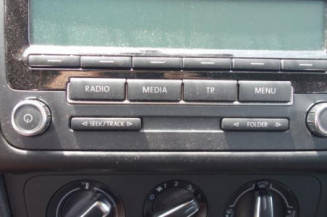 RADIO MEDIA TP MENU
SEEK/TRACK FOLDER